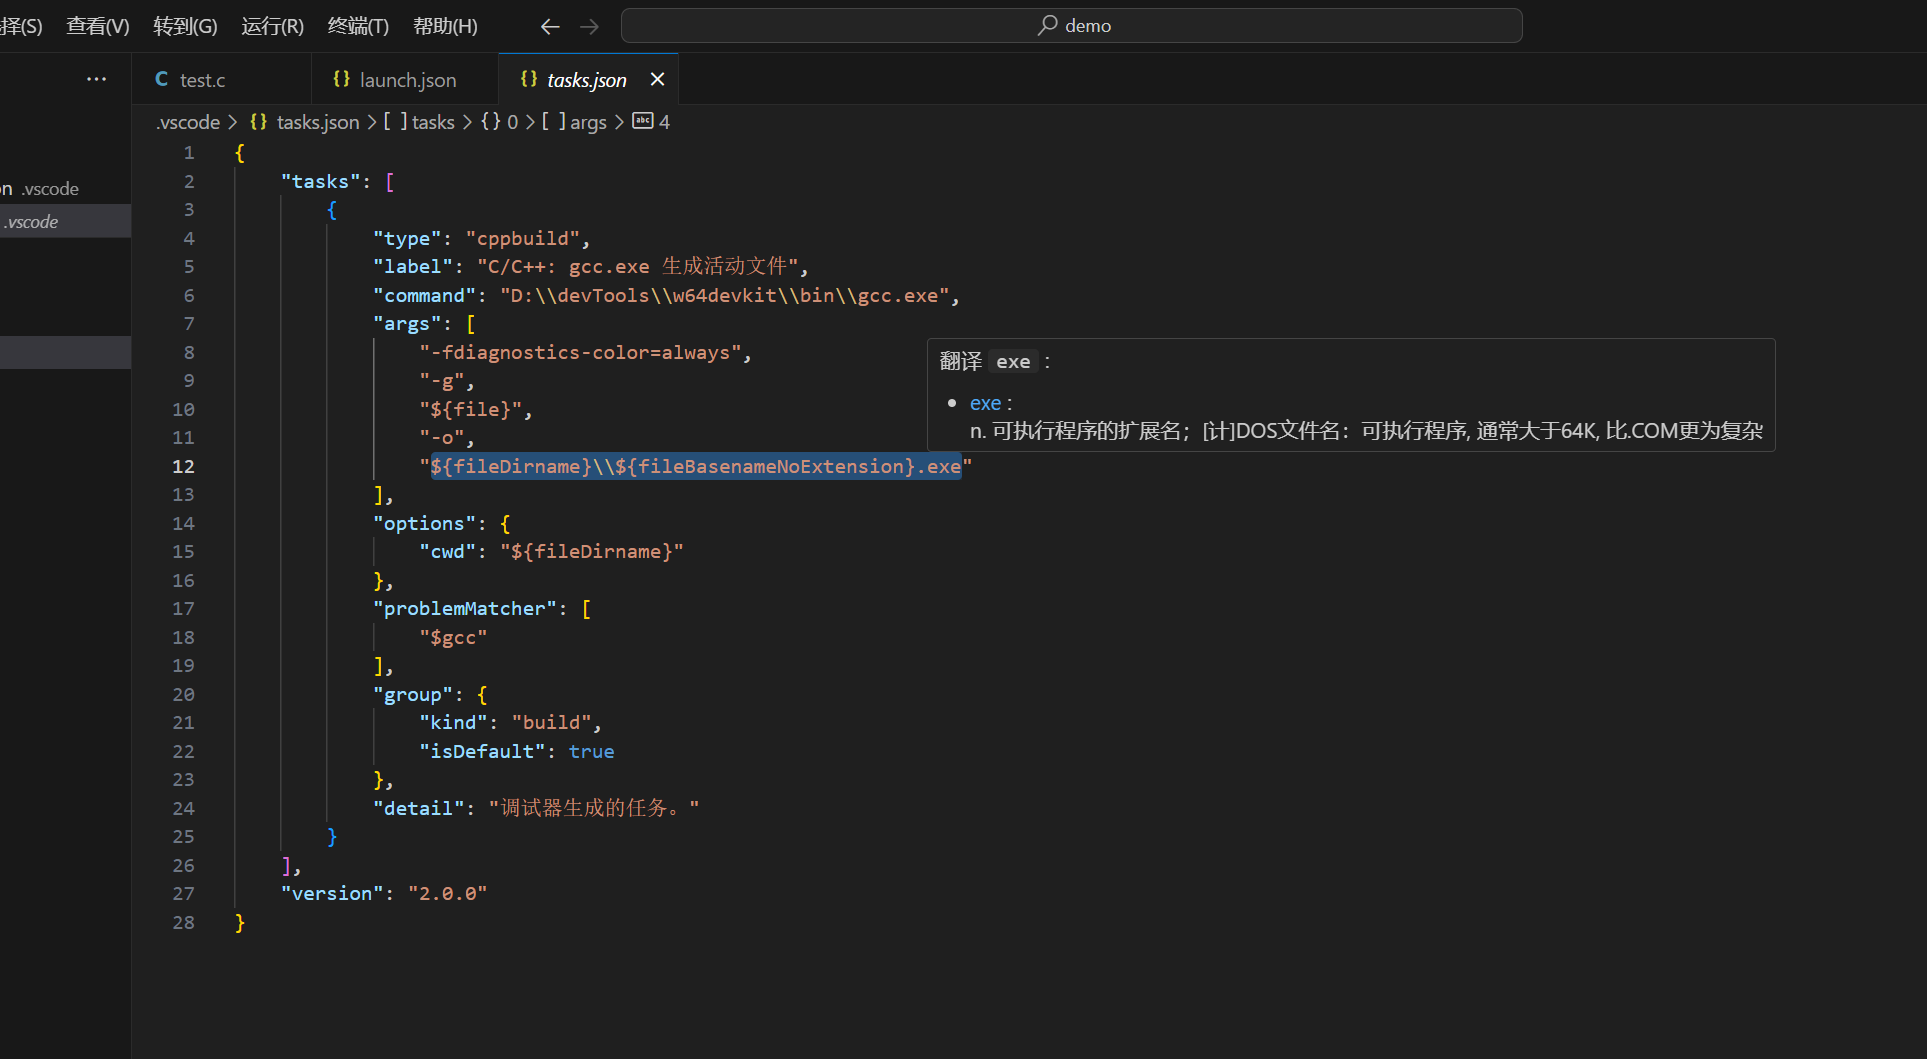 择(S) 查看(V) 转到(G) 运行(R) 终端(T) 帮助(H) demo
test.c launch.json tasks.json
.vscode > tasks.json > [ ] tasks > {} 0 > [ ] args > abc 4
on .vscode
.vscode
1 {
2 "tasks": [
3 {
4 "type": "cppbuild",
5 "label": "C/C++: gcc.exe 生成活动文件",
6 "command": "D:\\devTools\\w64devkit\\bin\\gcc.exe",
7 "args": [
8 "-fdiagnostics-color=always",
9 "-g",
10 "${file}",
11 "-o",
12 "${fileDirname}\\${fileBasenameNoExtension}.exe"
13 ],
14 "options": {
15 "cwd": "${fileDirname}"
16 },
17 "problemMatcher": [
18 "$gcc"
19 ],
20 "group": {
21 "kind": "build",
22 "isDefault": true
23 },
24 "detail": "调试器生成的任务。"
25 }
26 ],
27 "version": "2.0.0"
28 }
翻译 exe :
• exe :
n. 可执行程序的扩展名；[计]DOS文件名：可执行程序, 通常大于64K, 比.COM更为复杂